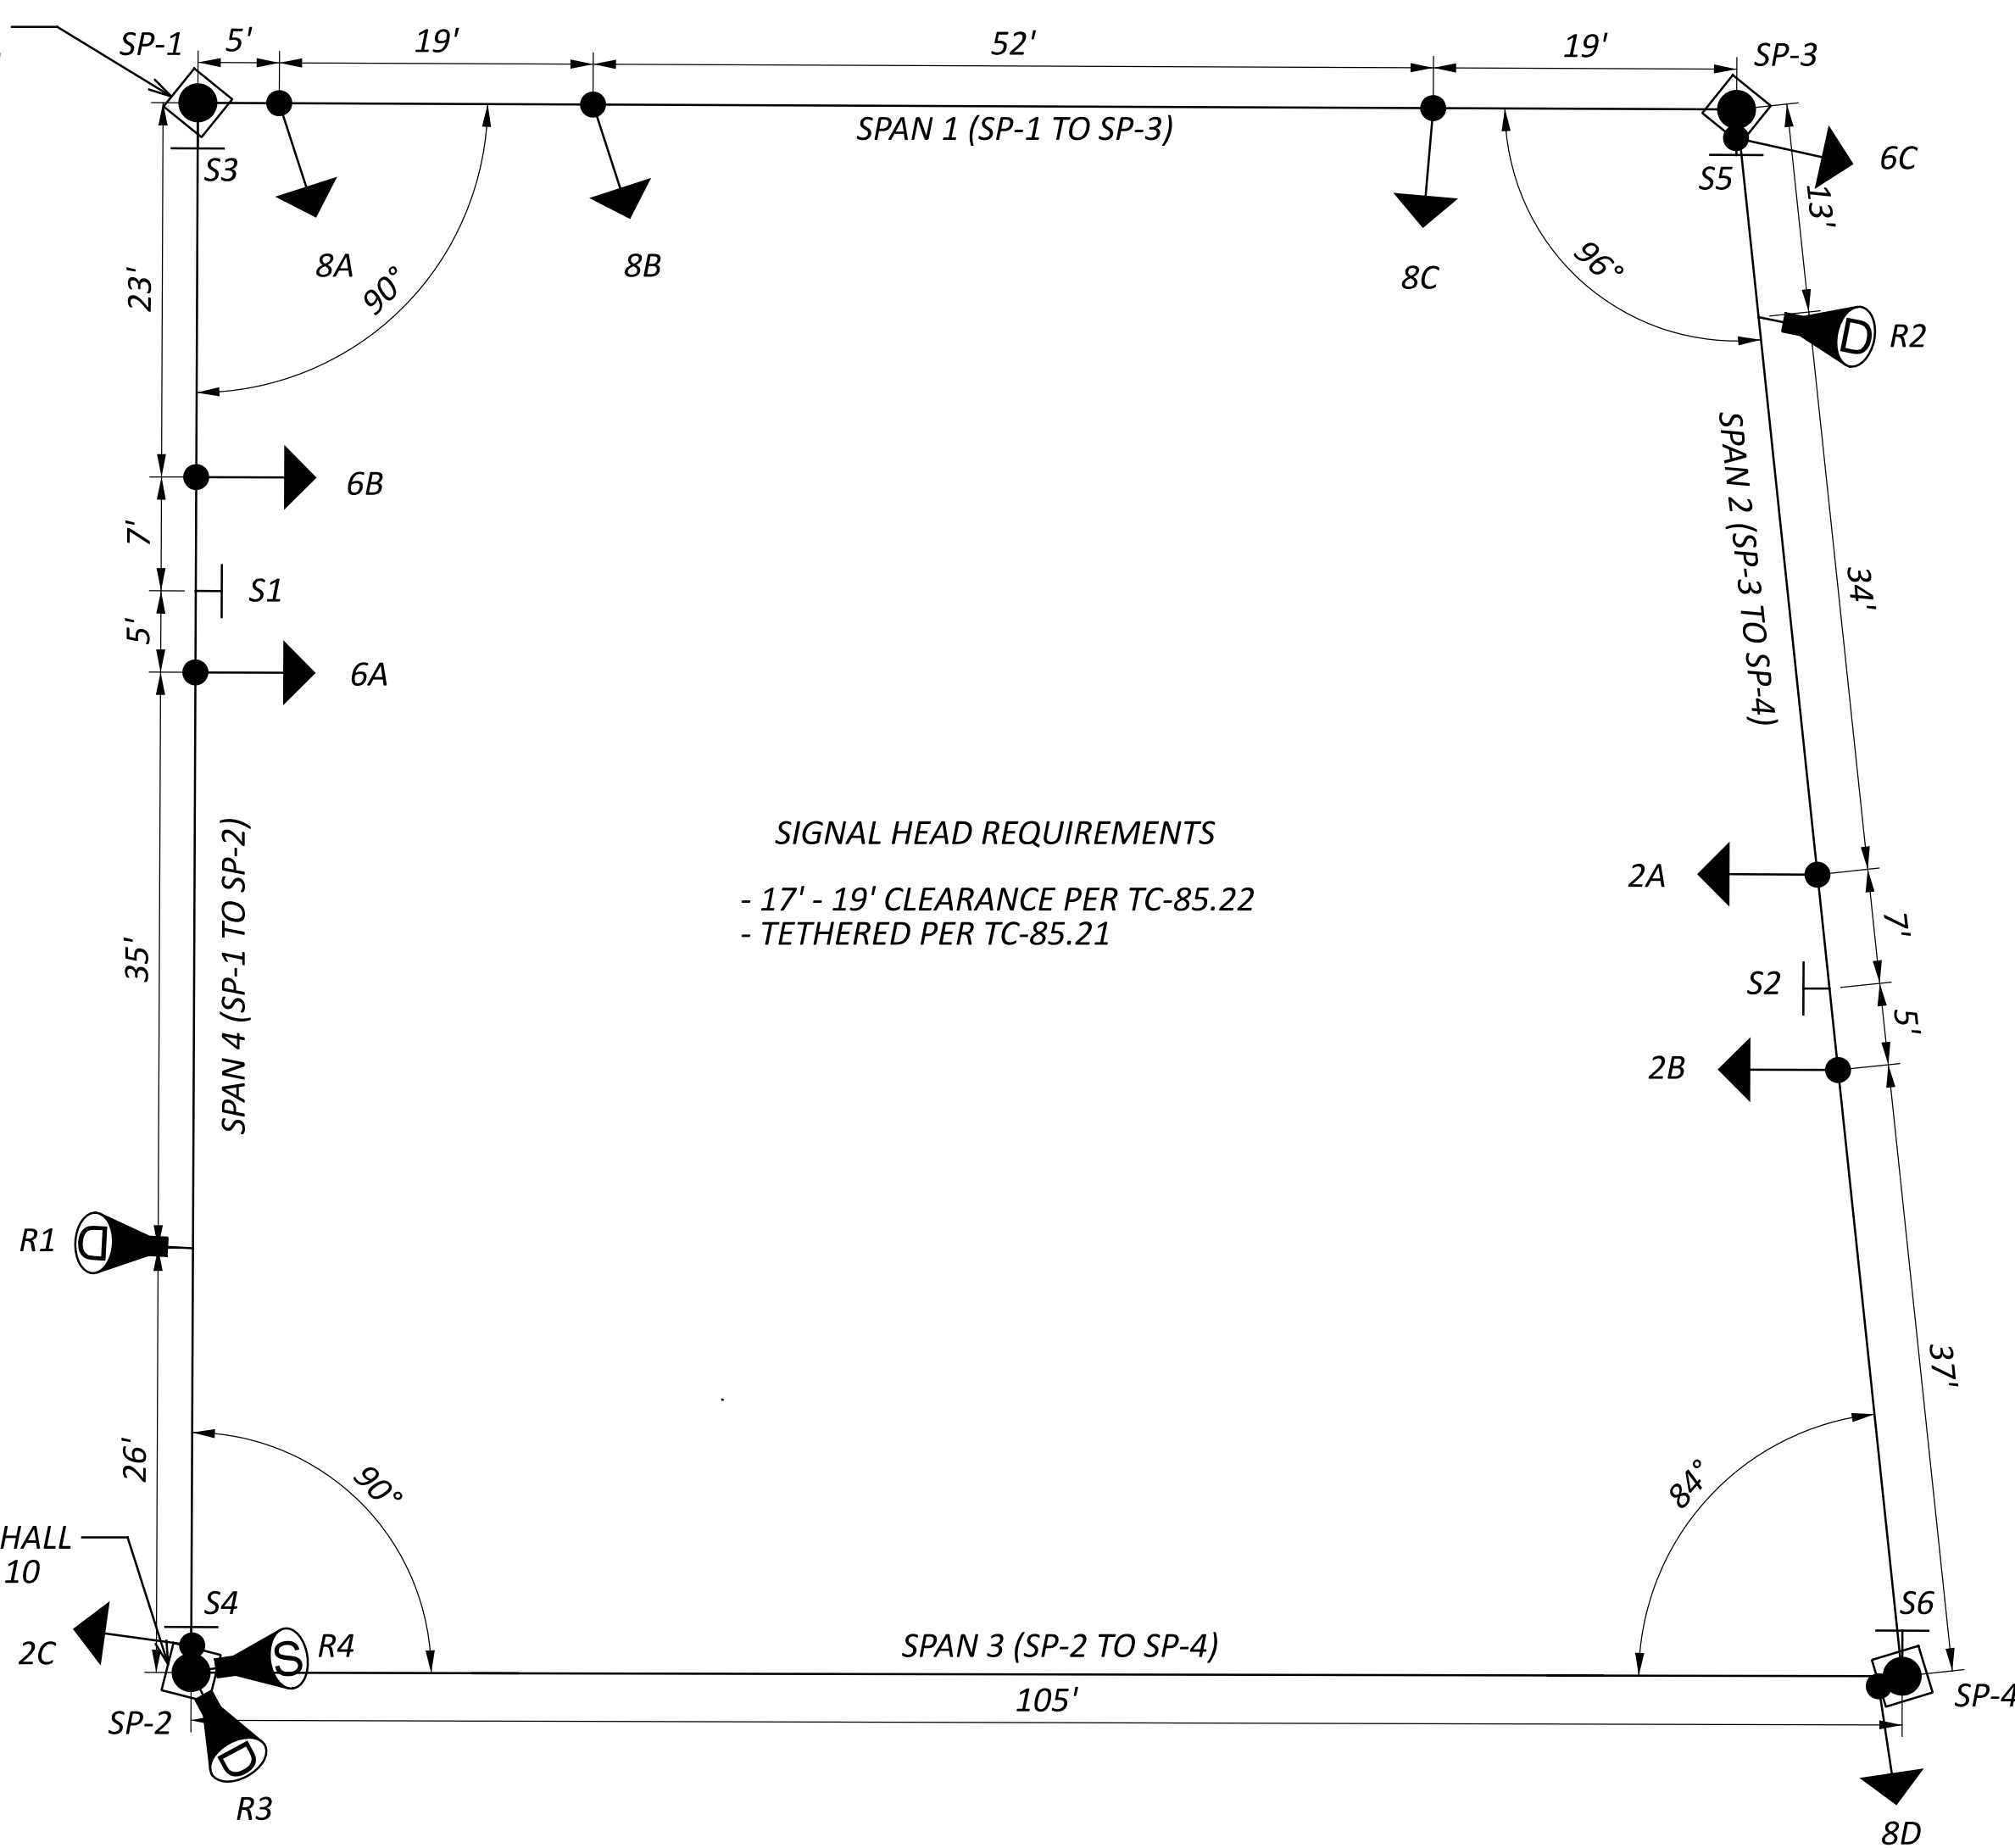 SP-1
5'
19'
52'
19'
SP-3
SPAN 1 (SP-1 TO SP-3)
S3
S5
6C
13'
8A
8B
8C
23'
90°
96°
R2
6B
7'
S1
5'
6A
SPAN 2 (SP-3 TO SP-4)
34'
SIGNAL HEAD REQUIREMENTS
- 17' - 19' CLEARANCE PER TC-85.22
- TETHERED PER TC-85.21
2A
7'
S2
5'
2B
35'
SPAN 4 (SP-1 TO SP-2)
R1
D
D
37'
26'
90°
84°
HALL
10
S4
S6
2C
R4
S
SPAN 3 (SP-2 TO SP-4)
105'
SP-2
SP-4
D
R3
8D